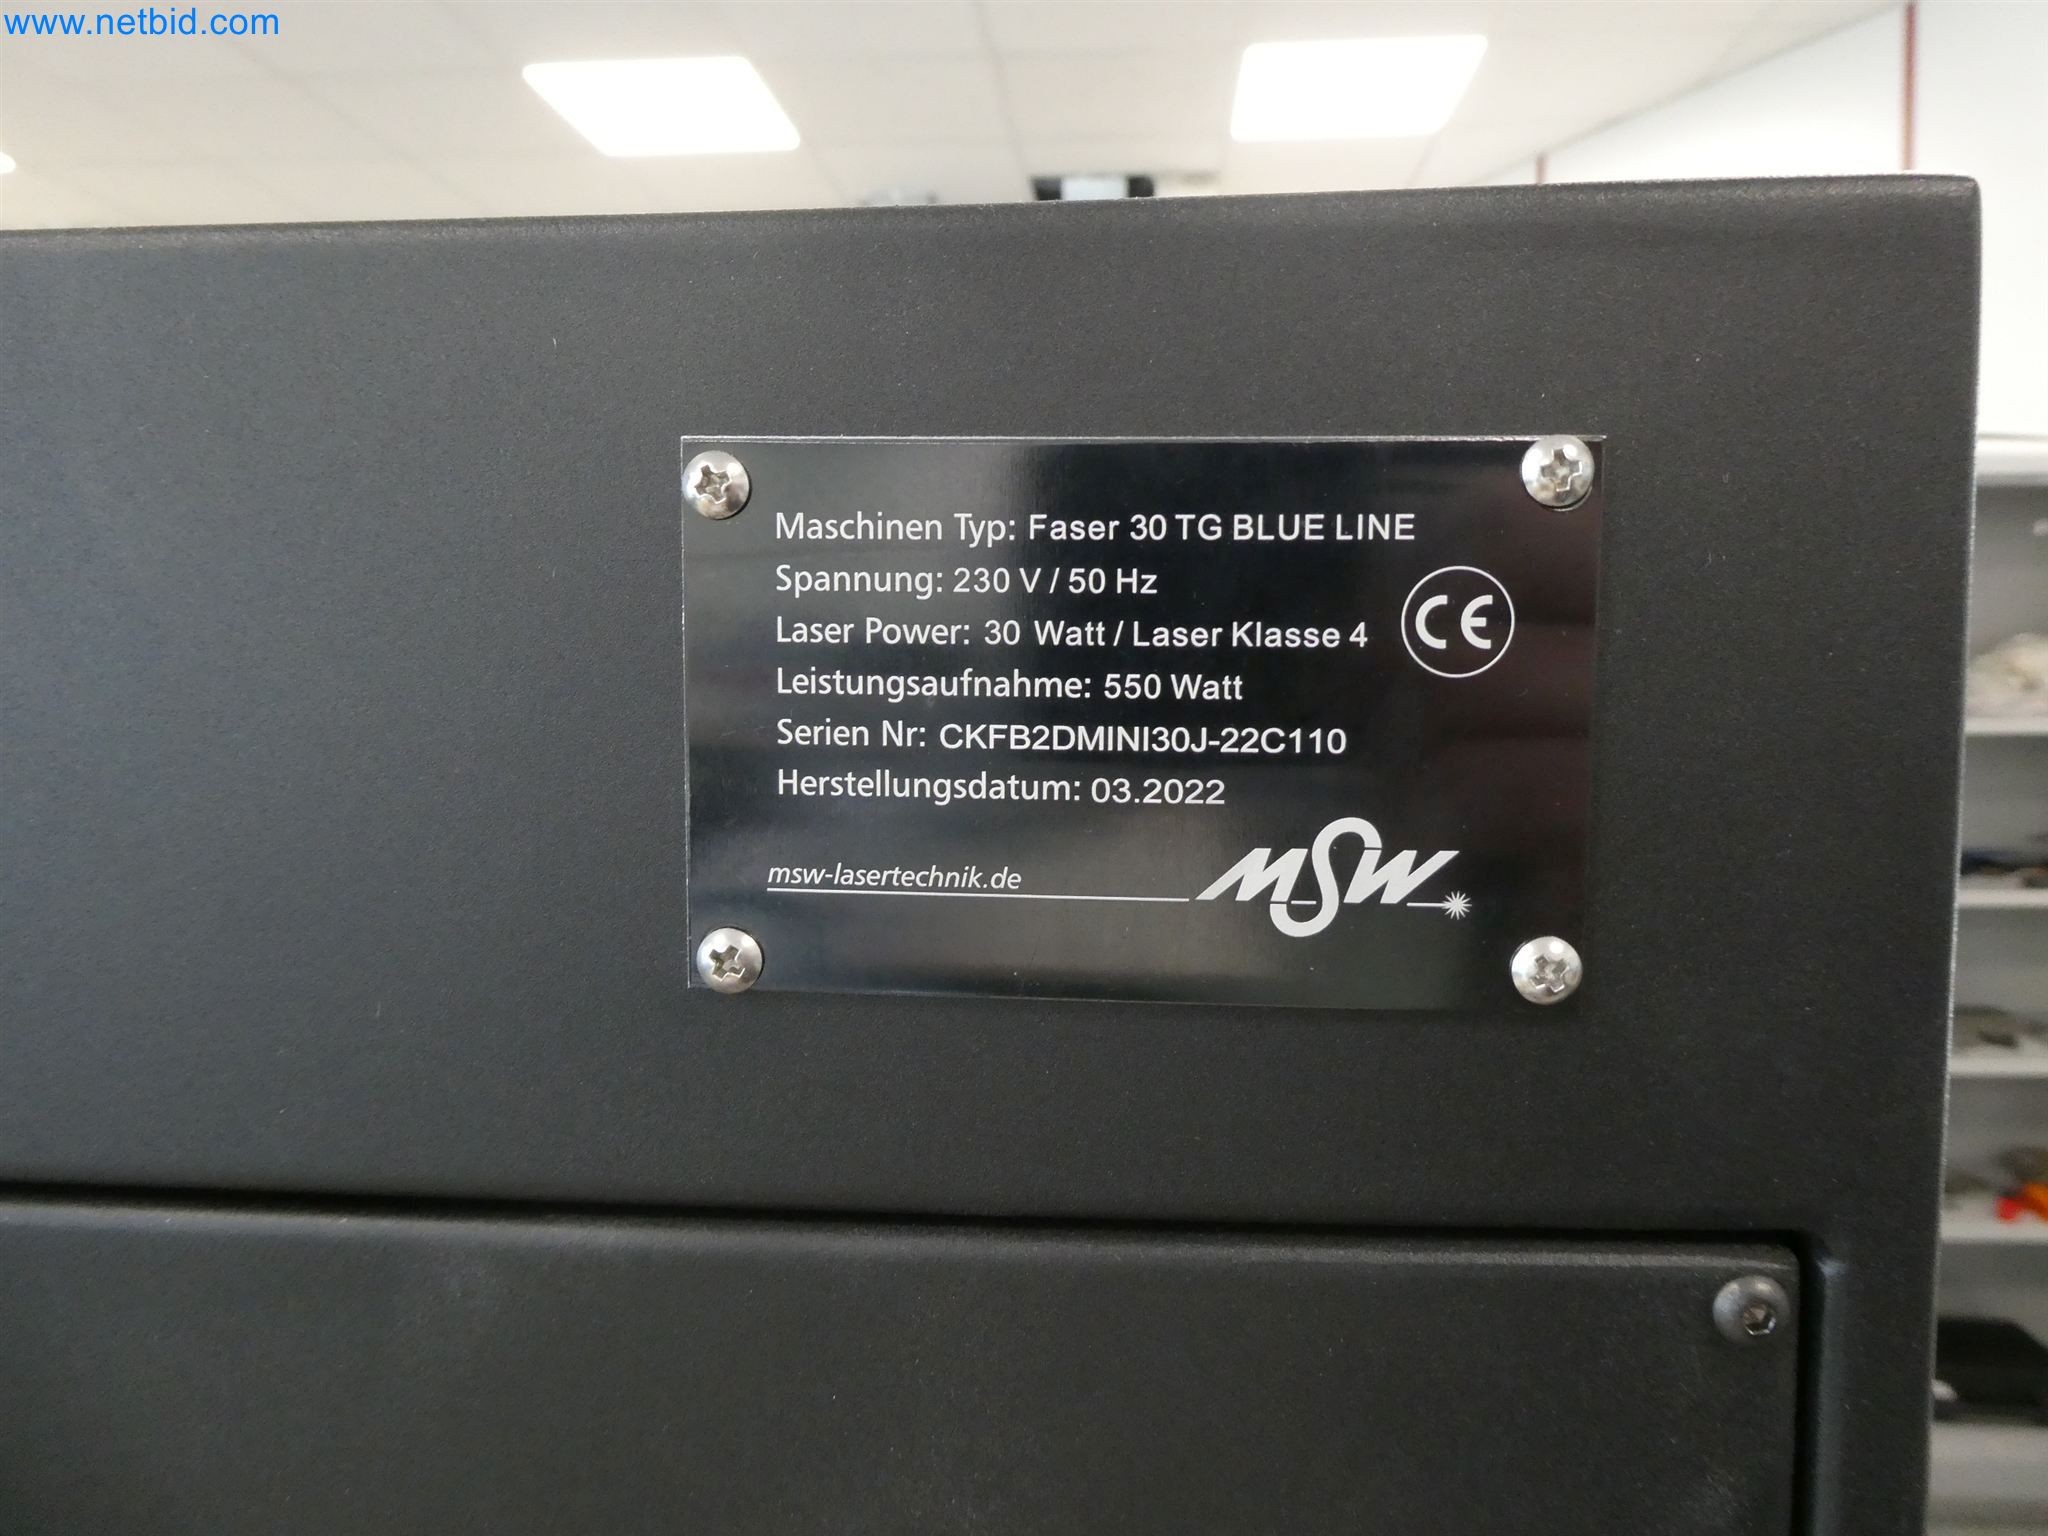 www.netbid.com
Maschinen Typ: Faser 30 TG BLUE LINE
Spannung: 230 V / 50 Hz
Laser Power: 30 Watt / Laser Klasse 4
CE
Leistungsaufnahme: 550 Watt
Serien Nr: CKFB2DMINI30J-22C110
Herstellungsdatum: 03.2022
msw-lasertechnik.de
MSW